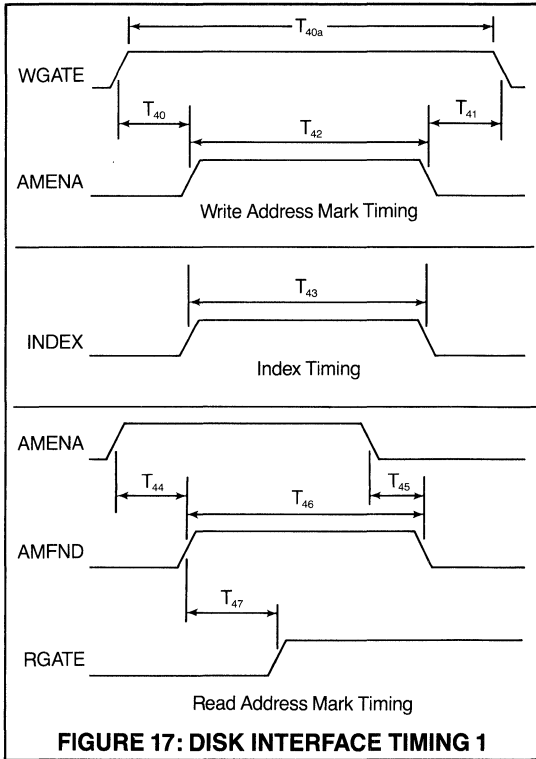 T40a
WGATE
T40
T42
T41
AMENA
Write Address Mark Timing
T43
INDEX
Index Timing
AMENA
T44
T46
T45
AMFND
T47
RGATE
Read Address Mark Timing
FIGURE 17: DISK INTERFACE TIMING 1